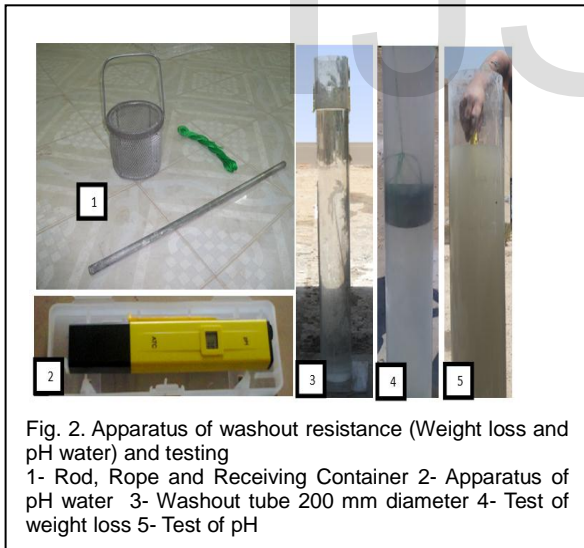 1
2
3
4
5
ATC
pH
Fig. 2. Apparatus of washout resistance (Weight loss and
pH water) and testing
1- Rod, Rope and Receiving Container 2- Apparatus of
pH water 3- Washout tube 200 mm diameter 4- Test of
weight loss 5- Test of pH